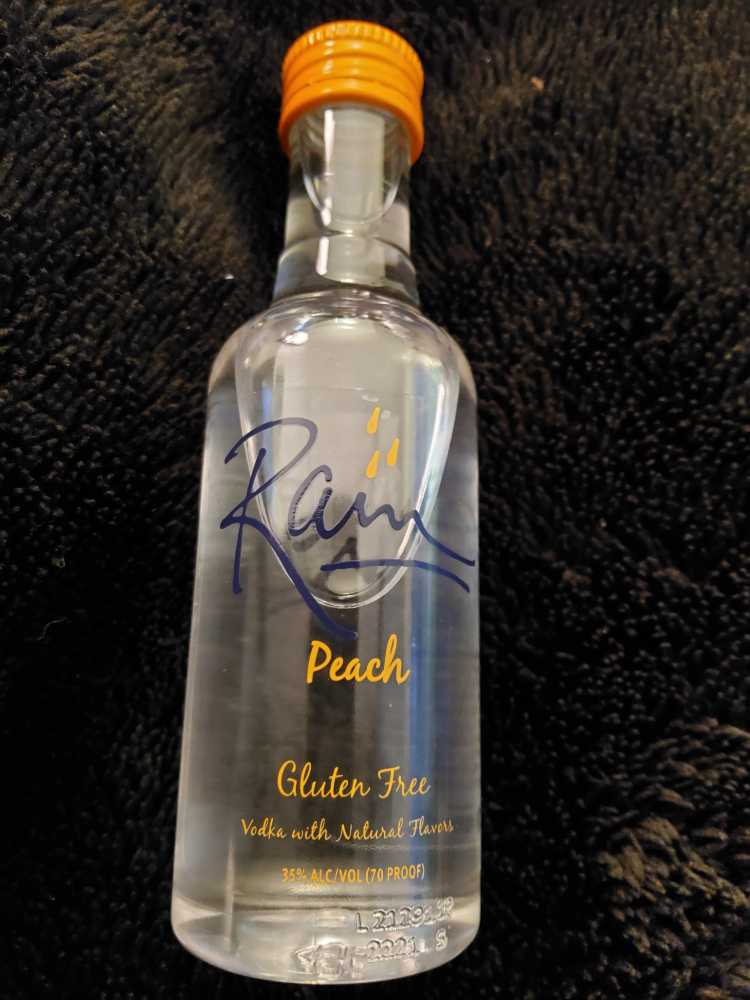 Rain
Peach
Gluten Free
Vodka with Natural Flavors
35% ALC/VOL (70 PROOF)